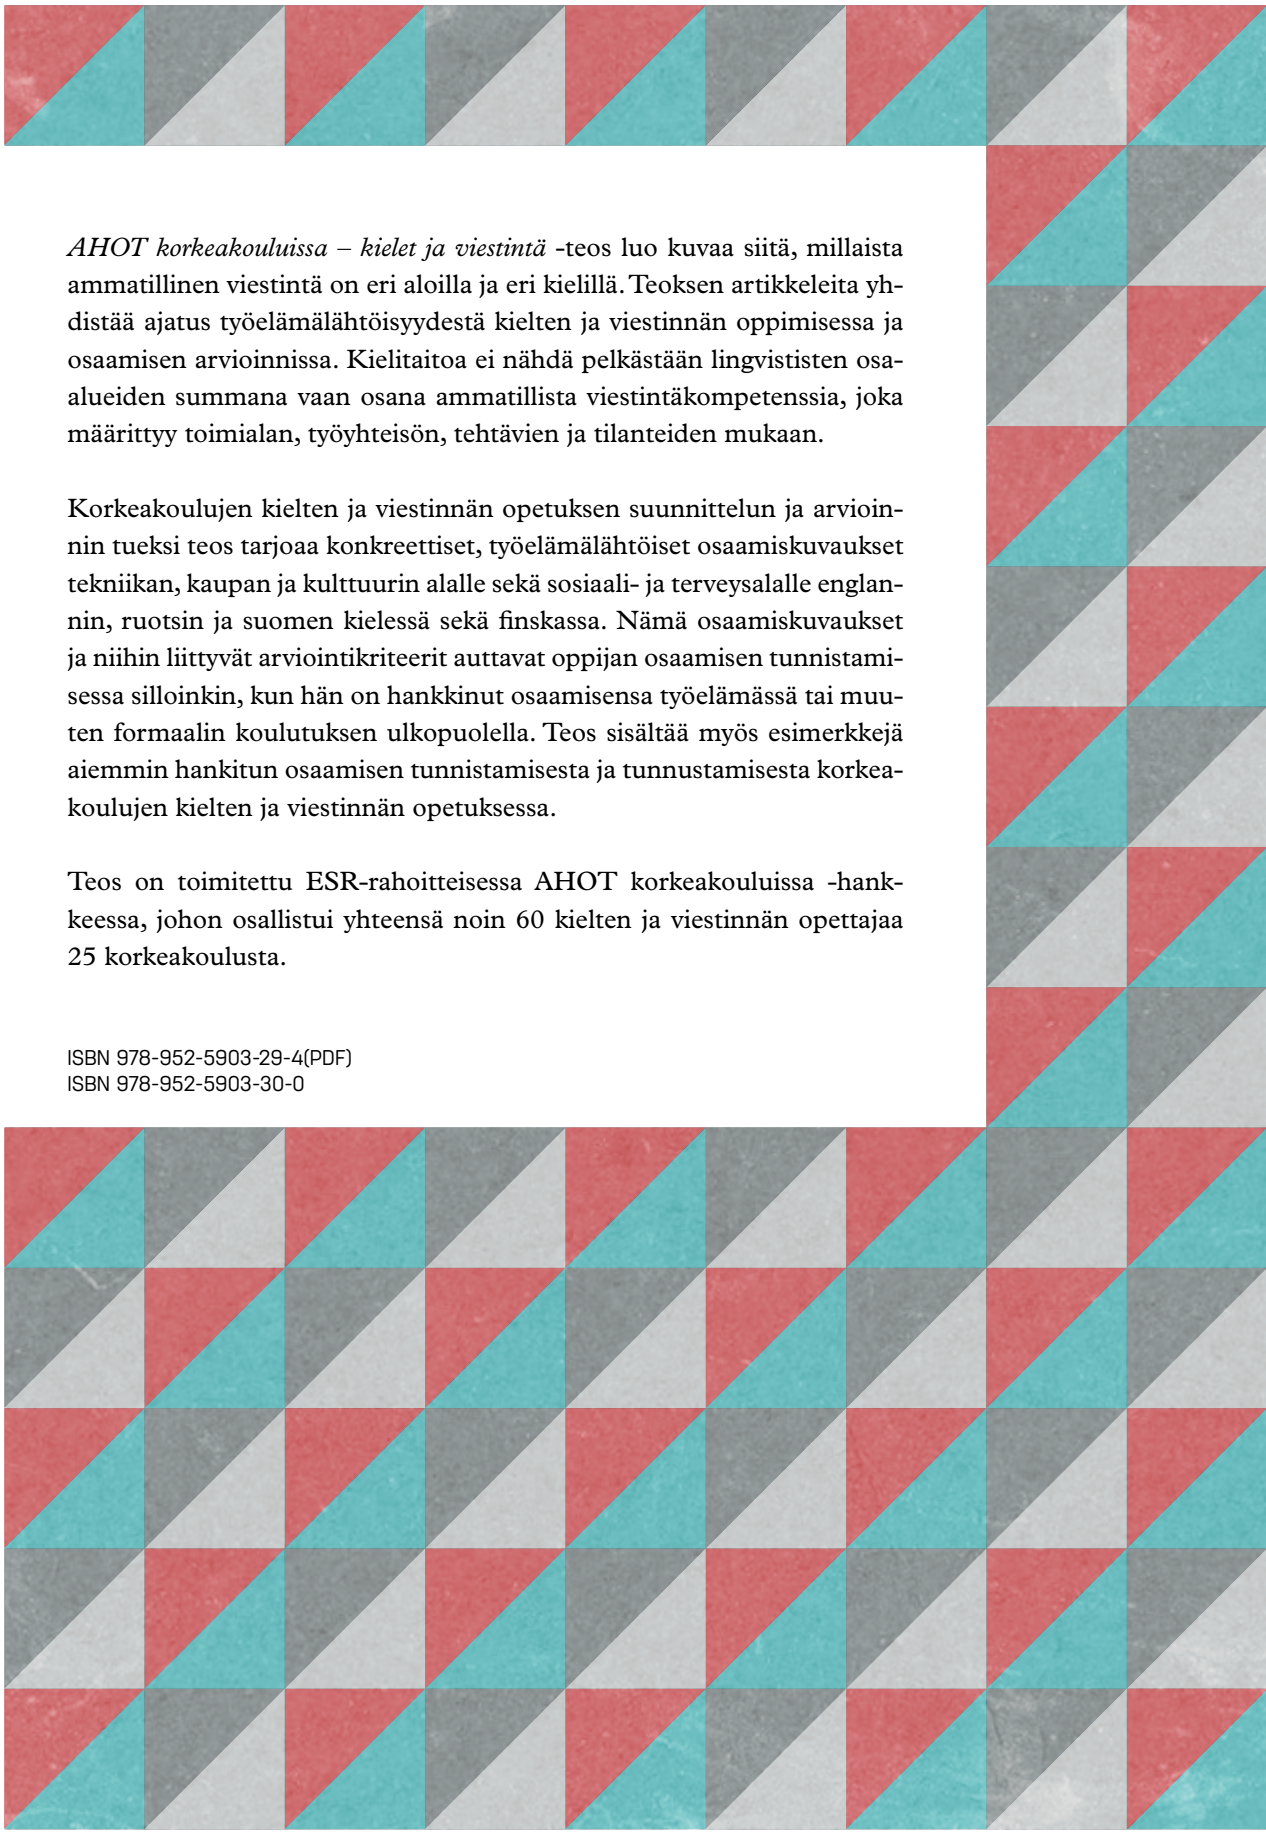 AHOT korkeakouluissa – kielet ja viestintä -teos luo kuvaa siitä, millaista
ammatillinen viestintä on eri aloilla ja eri kielillä. Teoksen artikkeleita yh-
distää ajatus työelämälähtöisyydestä kielten ja viestinnän oppimisessa ja
osaamisen arvioinnissa. Kielitaitoa ei nähdä pelkästään lingvististen osa-
alueiden summana vaan osana ammatillista viestintäkompetenssia, joka
määrittyy toimialan, työyhteisön, tehtävien ja tilanteiden mukaan.
Korkeakoulujen kielten ja viestinnän opetuksen suunnittelun ja arvioin-
nin tueksi teos tarjoaa konkreettiset, työelämälähtöiset osaamiskuvaukset
tekniikan, kaupan ja kulttuurin alalle sekä sosiaali- ja terveysalalle englan-
nin, ruotsin ja suomen kielessä sekä finskassa. Nämä osaamiskuvaukset
ja niihin liittyvät arviointikriteerit auttavat oppijan osaamisen tunnistami-
sessa silloinkin, kun hän on hankkinut osaamisensa työelämässä tai muu-
ten formaalin koulutuksen ulkopuolella. Teos sisältää myös esimerkkejä
aiemmin hankitun osaamisen tunnistamisesta ja tunnustamisesta korkea-
koulujen kielten ja viestinnän opetuksessa.
Teos on toimitettu ESR-rahoitteisessa AHOT korkeakouluissa -hank-
keessa, johon osallistui yhteensä noin 60 kielten ja viestinnän opettajaa
25 korkeakoulusta.
ISBN 978-952-5903-29-4(PDF)
ISBN 978-952-5903-30-0